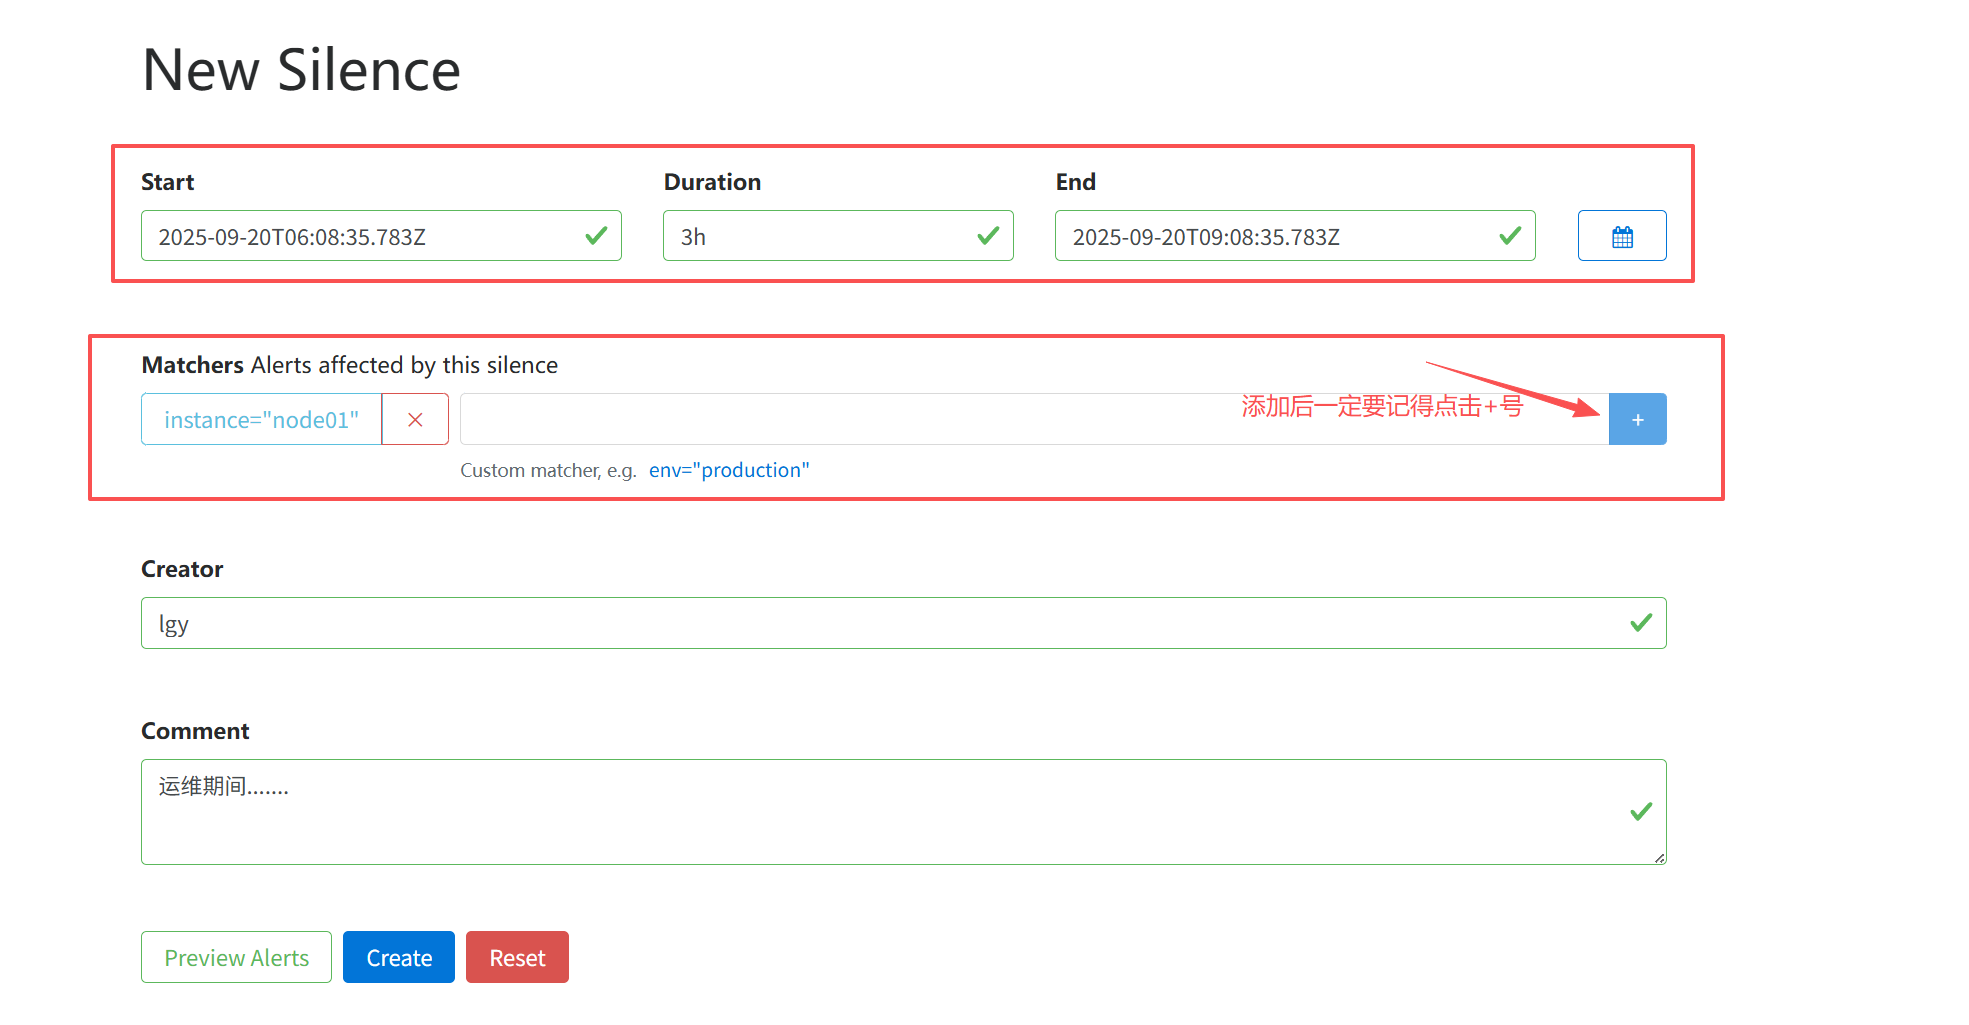 New Silence
Start Duration End
2025-09-20T06:08:35.783Z 3h 2025-09-20T09:08:35.783Z
Matchers Alerts affected by this silence
instance="node01" 添加后一定要记得点击+号 +
Custom matcher, e.g. env="production"
Creator
lgy
Comment
运维期间.......
Preview Alerts Create Reset